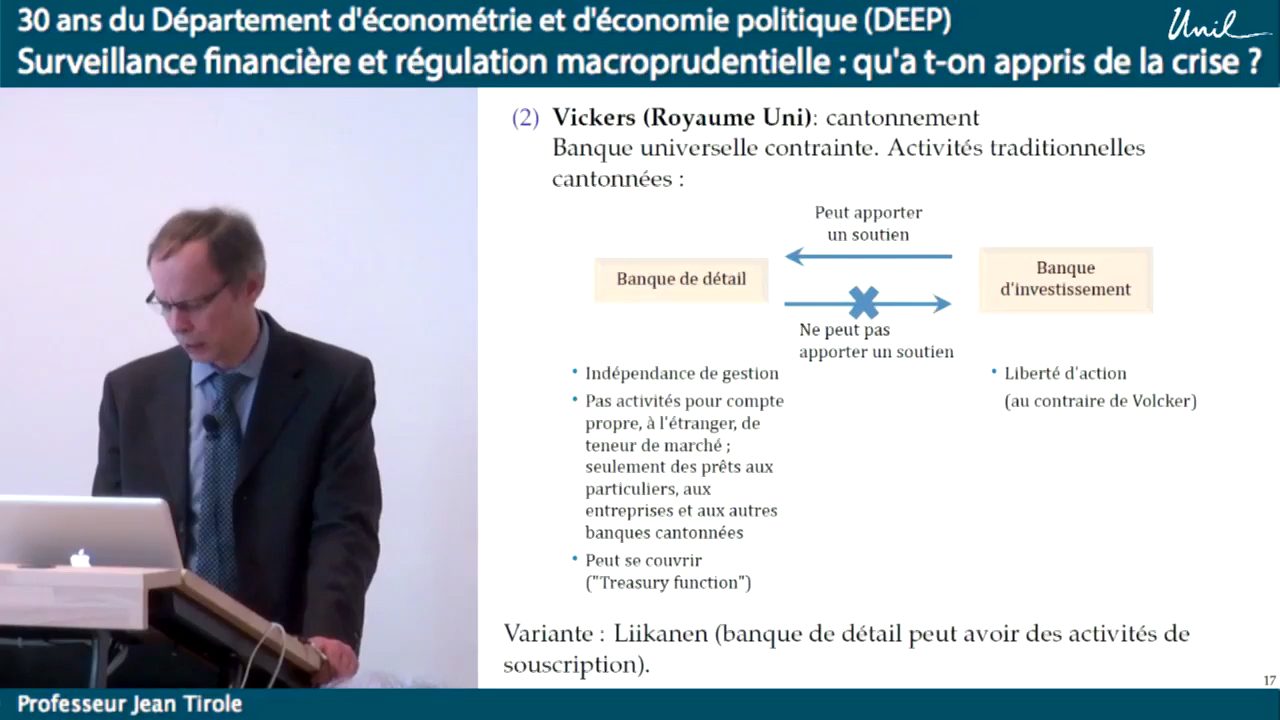 30 ans du Département d'économétrie et d'économie politique (DEEP)
Unil
Surveillance financière et régulation macroprudentielle : qu'a t-on appris de la crise ?
(2) Vickers (Royaume Uni): cantonnement
Banque universelle contrainte. Activités traditionnelles
cantonnées :
Peut apporter
un soutien
Banque de détail
Banque
d'investissement
Ne peut pas
apporter un soutien
• Indépendance de gestion
• Pas activités pour compte
propre, à l'étranger, de
teneur de marché ;
seulement des prêts aux
particuliers, aux
entreprises et aux autres
banques cantonnées
• Peut se couvrir
("Treasury function")
• Liberté d'action
(au contraire de Volcker)
Variante : Liikanen (banque de détail peut avoir des activités de
souscription).
17
Professeur Jean Tirole